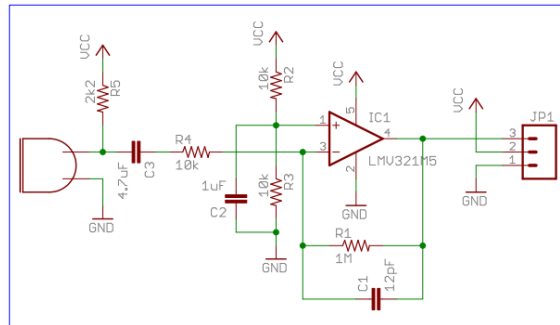 VCC
2k2
R5
GND
4.7uF
C3
R4
10k
VCC
10k
R2
1uF
C2
10k
R3
GND
VCC
IC1
LMV321M5
1
3
5
4
2
+
-
GND
R1
1M
C1
12pF
VCC
GND
JP1
3
2
1